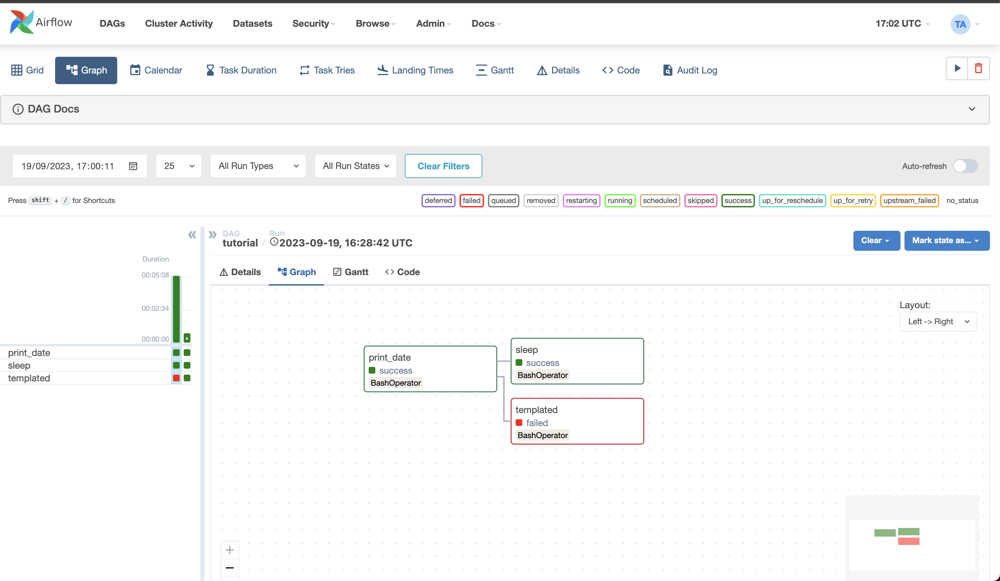 Airflow DAGs Cluster Activity Datasets Security Browse Admin Docs 17:02 UTC TA
Grid Graph Calendar Task Duration Task Tries Landing Times Gantt Details Code Audit Log
DAG Docs
19/09/2023, 17:00:11 25 All Run Types All Run States Clear Filters Auto-refresh
Press shift + / for Shortcuts deferred failed queued removed restarting running scheduled skipped success up_for_reschedule up_for_retry upstream_failed no_status
DAG Run
tutorial / 2023-09-19, 16:28:42 UTC Clear Mark state as...
Duration
00:05:08
00:02:34
00:00:00
print_date
sleep
templated
Details Graph Gantt Code
Layout:
Left -> Right
print_date
success
BashOperator
sleep
success
BashOperator
templated
failed
BashOperator